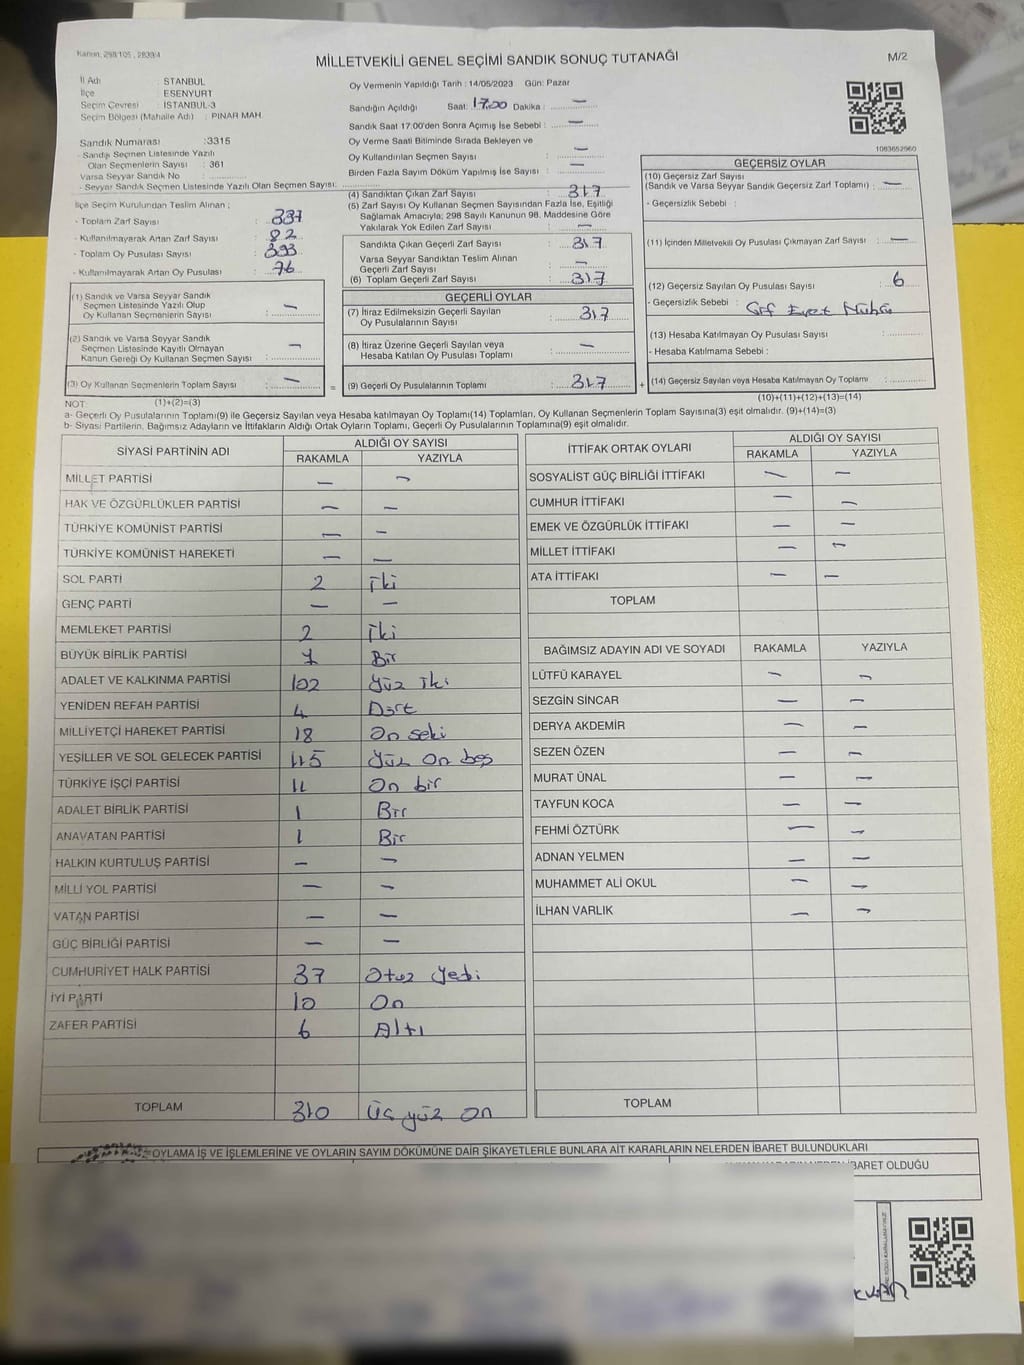 Kanun, 298/105 , 2839/4
MİLLETVEKİLİ GENEL SEÇİMİ SANDIK SONUÇ TUTANAĞI
M/2
İl Adı : STANBUL
İlçe : ESENYURT
Seçim Çevresi : İSTANBUL-3
Seçim Bölgesi (Mahalle Adı) : PINAR MAH.
Oy Vermenin Yapıldığı Tarih : 14/05/2023 Gün: Pazar
Sandığın Açıldığı Saat: 17.00 Dakika : —
Sandık Saat 17.00'den Sonra Açımış İse Sebebi : —
Oy Verme Saati Bitiminde Sırada Bekleyen ve
Oy Kullandırılan Seçmen Sayısı —
Birden Fazla Sayım Döküm Yapılmış İse Sayısı : —
1083652960
Sandık Numarası :3315
- Sandığı Seçmen Listesinde Yazılı
Olan Seçmenlerin Sayısı : 361
Varsa Seyyar Sandık No :
- Seyyar Sandık Seçmen Listesinde Yazılı Olan Seçmen Sayısı:
İlçe Seçim Kurulundan Teslim Alınan ;
- Toplam Zarf Sayısı :
- Kullanılmayarak Artan Zarf Sayısı : 82
- Toplam Oy Pusulası Sayısı : 393
- Kullanılmayarak Artan Oy Pusulası : 76
(1) Sandık ve Varsa Seyyar Sandık
Seçmen Listesinde Yazılı Olup
Oy Kullanan Seçmenlerin Sayısı : —
(2) Sandık ve Varsa Seyyar Sandık
Seçmen Listesinde Kayıtlı Olmayan
Kanun Gereği Oy Kullanan Seçmen Sayısı : —
(3) Oy Kullanan Seçmenlerin Toplam Sayısı : — =
(1)+(2)=(3)
(4) Sandıktan Çıkan Zarf Sayısı : 317
(5) Zarf Sayısı Oy Kullanan Seçmen Sayısından Fazla İse, Eşitliği
Sağlamak Amacıyla; 298 Sayılı Kanunun 98. Maddesine Göre
Yakılarak Yok Edilen Zarf Sayısı : —
Sandıkta Çıkan Geçerli Zarf Sayısı : 317
Varsa Seyyar Sandıktan Teslim Alınan
Geçerli Zarf Sayısı : —
(6) Toplam Geçerli Zarf Sayısı : 317
GEÇERLİ OYLAR
(7) İtiraz Edilmeksizin Geçerli Sayılan
Oy Pusulalarının Sayısı : 317
(8) İtiraz Üzerine Geçerli Sayılan veya
Hesaba Katılan Oy Pusulası Toplamı : —
(9) Geçerli Oy Pusulalarının Toplamı : 317 +
GEÇERSİZ OYLAR
(10) Geçersiz Zarf Sayısı
(Sandık ve Varsa Seyyar Sandık Geçersiz Zarf Toplamı) : —
- Geçersizlik Sebebi :
(11) İçinden Milletvekili Oy Pusulası Çıkmayan Zarf Sayısı : —
(12) Geçersiz Sayılan Oy Pusulası Sayısı : 6
- Geçersizlik Sebebi : Çift Evet Mührü
(13) Hesaba Katılmayan Oy Pusulası Sayısı :
- Hesaba Katılmama Sebebi :
(14) Geçersiz Sayılan veya Hesaba Katılmayan Oy Toplamı :
(10)+(11)+(12)+(13)=(14)
NOT:
a- Geçerli Oy Pusulalarının Toplamı(9) ile Geçersiz Sayılan veya Hesaba katılmayan Oy Toplamı(14) Toplamları, Oy Kullanan Seçmenlerin Toplam Sayısına(3) eşit olmalıdır. (9)+(14)=(3)
b- Siyasi Partilerin, Bağımsız Adayların ve İttifakların Aldığı Ortak Oyların Toplamı, Geçerli Oy Pusulalarının Toplamına(9) eşit olmalıdır.
SİYASİ PARTİNİN ADI
ALDIĞI OY SAYISI
RAKAMLA YAZIYLA
MİLLET PARTİSİ — —
HAK VE ÖZGÜRLÜKLER PARTİSİ — —
TÜRKİYE KOMÜNİST PARTİSİ — —
TÜRKİYE KOMÜNİST HAREKETİ — —
SOL PARTİ 2 İki
GENÇ PARTİ — —
MEMLEKET PARTİSİ 2 İki
BÜYÜK BİRLİK PARTİSİ 1 Bir
ADALET VE KALKINMA PARTİSİ 102 Yüz İki
YENİDEN REFAH PARTİSİ 4 Dört
MİLLİYETÇİ HAREKET PARTİSİ 18 On seki
YEŞİLLER VE SOL GELECEK PARTİSİ 115 Yüz On beş
TÜRKİYE İŞÇİ PARTİSİ 11 On bir
ADALET BİRLİK PARTİSİ 1 Bir
ANAVATAN PARTİSİ 1 Bir
HALKIN KURTULUŞ PARTİSİ — —
MİLLİ YOL PARTİSİ — —
VATAN PARTİSİ — —
GÜÇ BİRLİĞİ PARTİSİ — —
CUMHURİYET HALK PARTİSİ 37 Otuz Yedi
İYİ PARTİ 10 On
ZAFER PARTİSİ 6 Altı
TOPLAM 310 Üç yüz On
İTTİFAK ORTAK OYLARI
ALDIĞI OY SAYISI
RAKAMLA YAZIYLA
SOSYALİST GÜÇ BİRLİĞİ İTTİFAKI — —
CUMHUR İTTİFAKI — —
EMEK VE ÖZGÜRLÜK İTTİFAKI — —
MİLLET İTTİFAKI — —
ATA İTTİFAKI — —
TOPLAM
BAĞIMSIZ ADAYIN ADI VE SOYADI RAKAMLA YAZIYLA
LÜTFÜ KARAYEL — —
SEZGİN SİNCAR — —
DERYA AKDEMİR — —
SEZEN ÖZEN — —
MURAT ÜNAL — —
TAYFUN KOCA — —
FEHMİ ÖZTÜRK — —
ADNAN YELMEN — —
MUHAMMET ALİ OKUL — —
İLHAN VARLIK — —
TOPLAM
OYLAMA İŞ VE İŞLEMLERİNE VE OYLARIN SAYIM DÖKÜMÜNE DAİR ŞİKAYETLERLE BUNLARA AİT KARARLARIN NELERDEN İBARET BULUNDUKLARI
İBARET OLDUĞU